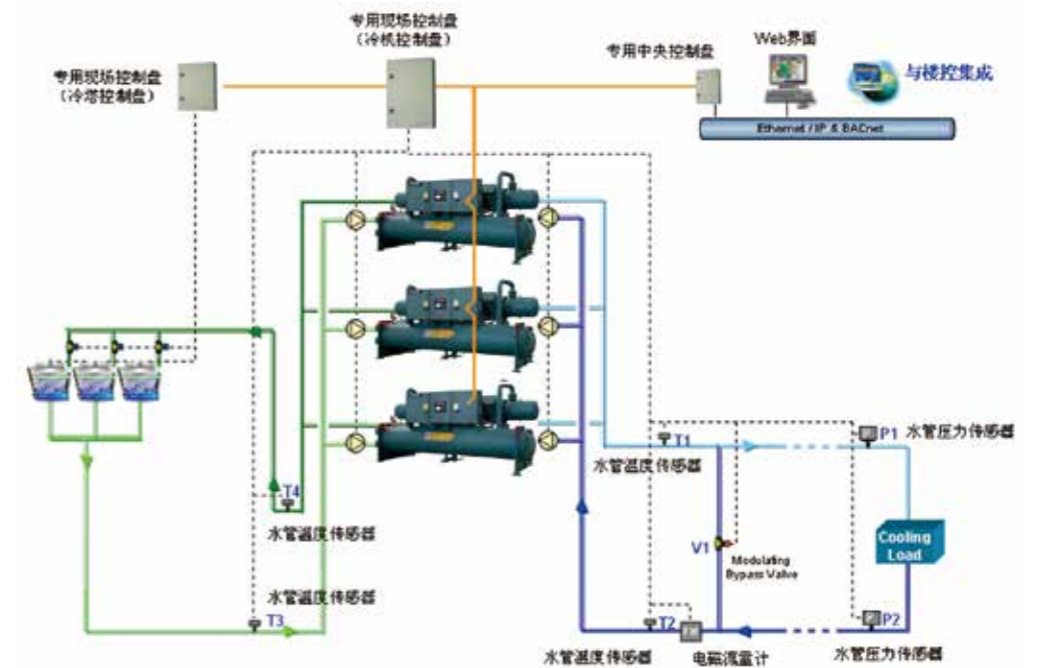 专用现场控制盘
（冷机控制盘）
专用现场控制盘
（冷塔控制盘）
专用中央控制盘
Web界面
与楼控集成
Ethernet / IP & BACnet
T1
水管温度传感器
P1
水管压力传感器
T4
水管温度传感器
V1
Modulating
Bypass Valve
Cooling
Load
水管温度传感器
T3
T2
P2
水管温度传感器
电磁流量计
水管压力传感器